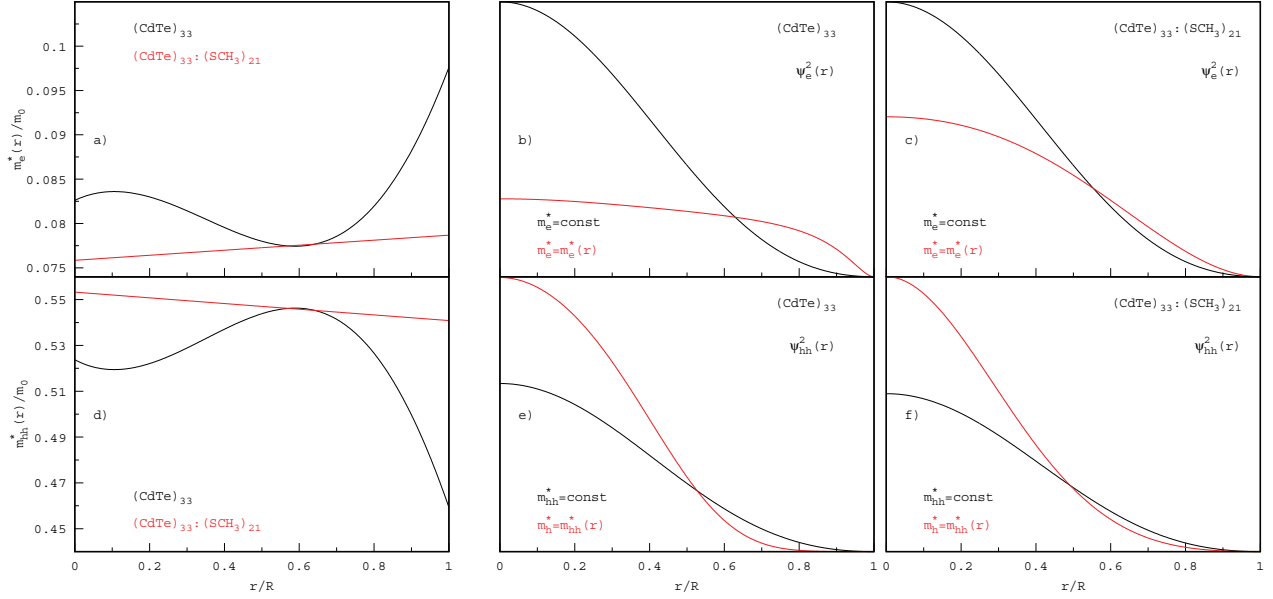 (CdTe)33
(CdTe)33:(SCH3)21
a)
m*e(r)/m0
0.1
0.095
0.09
0.085
0.08
0.075
(CdTe)33
ψ2e(r)
b)
m*e=const
m*e=m*e(r)
(CdTe)33:(SCH3)21
ψ2e(r)
c)
m*e=const
m*e=m*e(r)
m*hh(r)/m0
0.55
0.53
0.51
0.49
0.47
0.45
d)
(CdTe)33
(CdTe)33:(SCH3)21
0 0.2 0.4 0.6 0.8 1
r/R
(CdTe)33
ψ2hh(r)
e)
m*hh=const
m*h=m*hh(r)
0 0.2 0.4 0.6 0.8 1
r/R
(CdTe)33:(SCH3)21
ψ2hh(r)
f)
m*hh=const
m*h=m*hh(r)
0 0.2 0.4 0.6 0.8 1
r/R